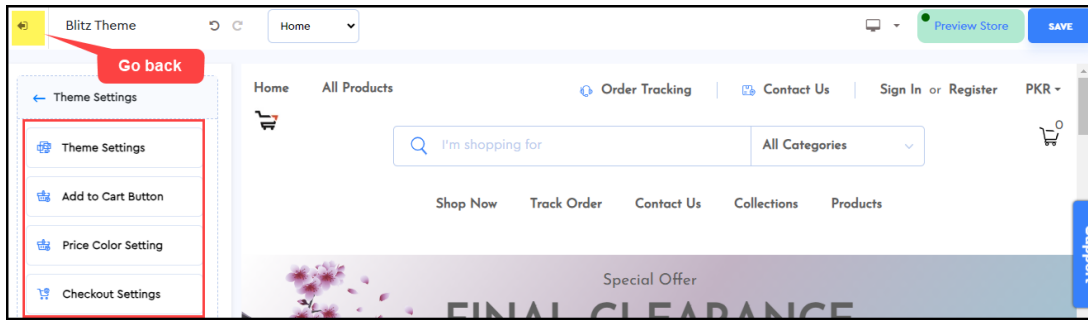 Blitz Theme
Home
Preview Store
SAVE
Go back
Theme Settings
Theme Settings
Add to Cart Button
Price Color Setting
Checkout Settings
Home All Products
Order Tracking Contact Us Sign In or Register PKR
0
I'm shopping for All Categories
Shop Now Track Order Contact Us Collections Products
Special Offer
FINAL CLEARANCE